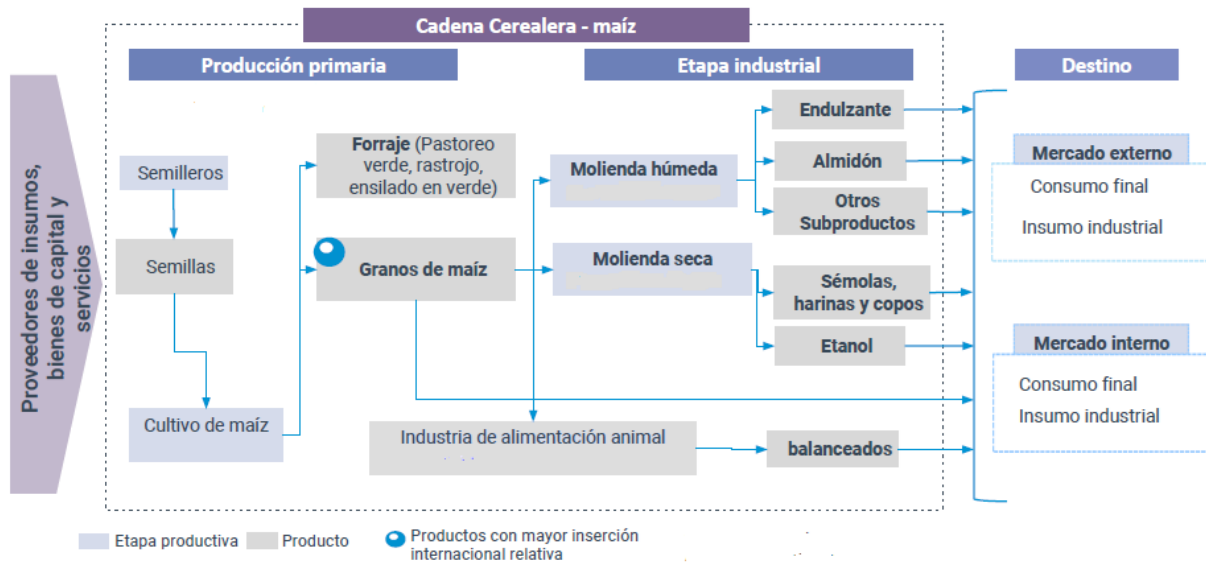 Cadena Cerealera - maíz
Producción primaria
Etapa industrial
Destino
Proveedores de insumos,
bienes de capital y
servicios
Semilleros
Semillas
Cultivo de maíz
Forraje (Pastoreo
verde, rastrojo,
ensilado en verde)
Granos de maíz
Industria de alimentación animal
Molienda húmeda
Molienda seca
Endulzante
Almidón
Otros
Subproductos
Sémolas,
harinas y copos
Etanol
balanceados
Mercado externo
Consumo final
Insumo industrial
Mercado interno
Consumo final
Insumo industrial
Etapa productiva
Producto
Productos con mayor inserción
internacional relativa